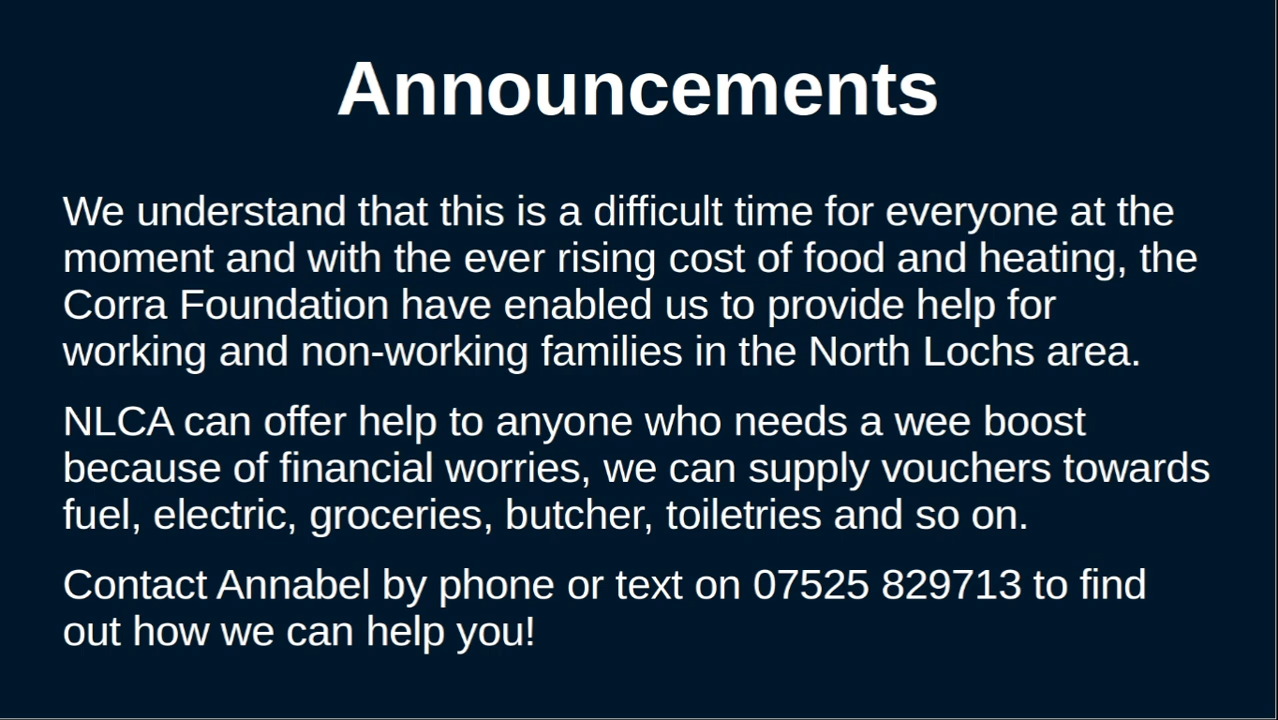 Announcements
We understand that this is a difficult time for everyone at the
moment and with the ever rising cost of food and heating, the
Corra Foundation have enabled us to provide help for
working and non-working families in the North Lochs area.
NLCA can offer help to anyone who needs a wee boost
because of financial worries, we can supply vouchers towards
fuel, electric, groceries, butcher, toiletries and so on.
Contact Annabel by phone or text on 07525 829713 to find
out how we can help you!